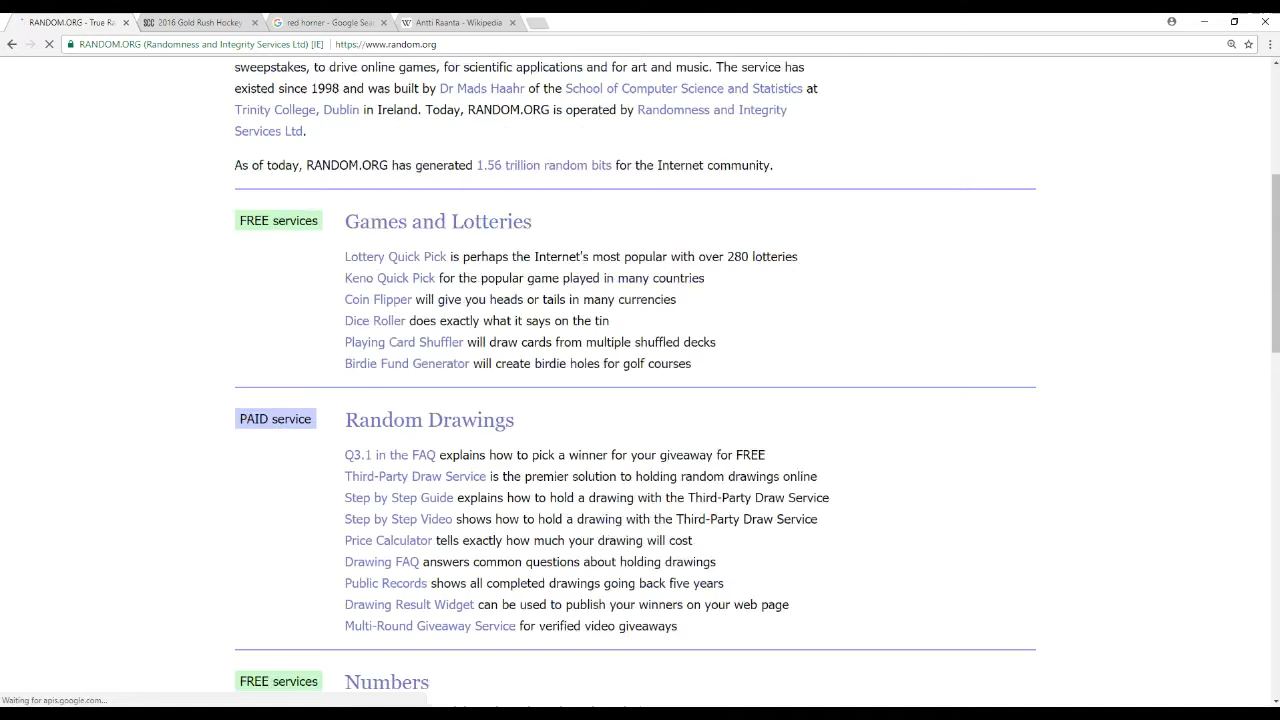 RANDOM.ORG - True Ra
2016 Gold Rush Hockey
red horner - Google Sea
Antti Raanta - Wikipedia
RANDOM.ORG (Randomness and Integrity Services Ltd) [IE]
https://www.random.org
sweepstakes, to drive online games, for scientific applications and for art and music. The service has
existed since 1998 and was built by Dr Mads Haahr of the School of Computer Science and Statistics at
Trinity College, Dublin in Ireland. Today, RANDOM.ORG is operated by Randomness and Integrity
Services Ltd.
As of today, RANDOM.ORG has generated 1.56 trillion random bits for the Internet community.
FREE services
Games and Lotteries
Lottery Quick Pick is perhaps the Internet's most popular with over 280 lotteries
Keno Quick Pick for the popular game played in many countries
Coin Flipper will give you heads or tails in many currencies
Dice Roller does exactly what it says on the tin
Playing Card Shuffler will draw cards from multiple shuffled decks
Birdie Fund Generator will create birdie holes for golf courses
PAID service
Random Drawings
Q3.1 in the FAQ explains how to pick a winner for your giveaway for FREE
Third-Party Draw Service is the premier solution to holding random drawings online
Step by Step Guide explains how to hold a drawing with the Third-Party Draw Service
Step by Step Video shows how to hold a drawing with the Third-Party Draw Service
Price Calculator tells exactly how much your drawing will cost
Drawing FAQ answers common questions about holding drawings
Public Records shows all completed drawings going back five years
Drawing Result Widget can be used to publish your winners on your web page
Multi-Round Giveaway Service for verified video giveaways
FREE services
Numbers
Waiting for apis.google.com...